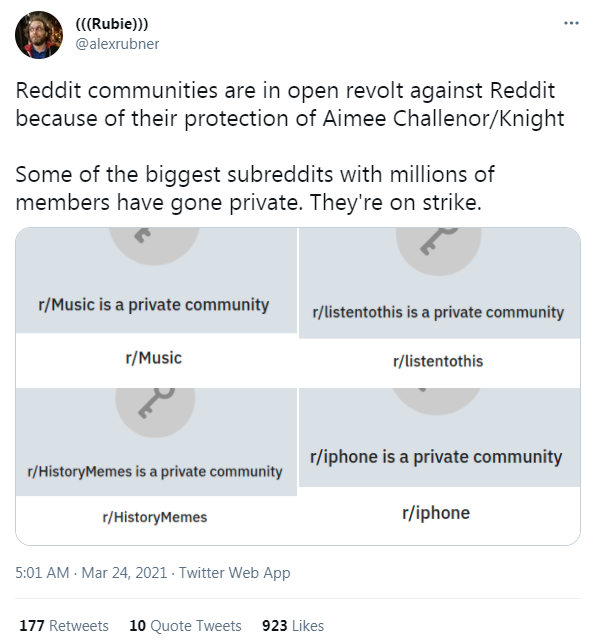 (((Rubie)))
@alexrubner
Reddit communities are in open revolt against Reddit
because of their protection of Aimee Challenor/Knight
Some of the biggest subreddits with millions of
members have gone private. They're on strike.
r/Music is a private community
r/Music
r/listentothis is a private community
r/listentothis
r/HistoryMemes is a private community
r/HistoryMemes
r/iphone is a private community
r/iphone
5:01 AM · Mar 24, 2021 · Twitter Web App
177 Retweets 10 Quote Tweets 923 Likes